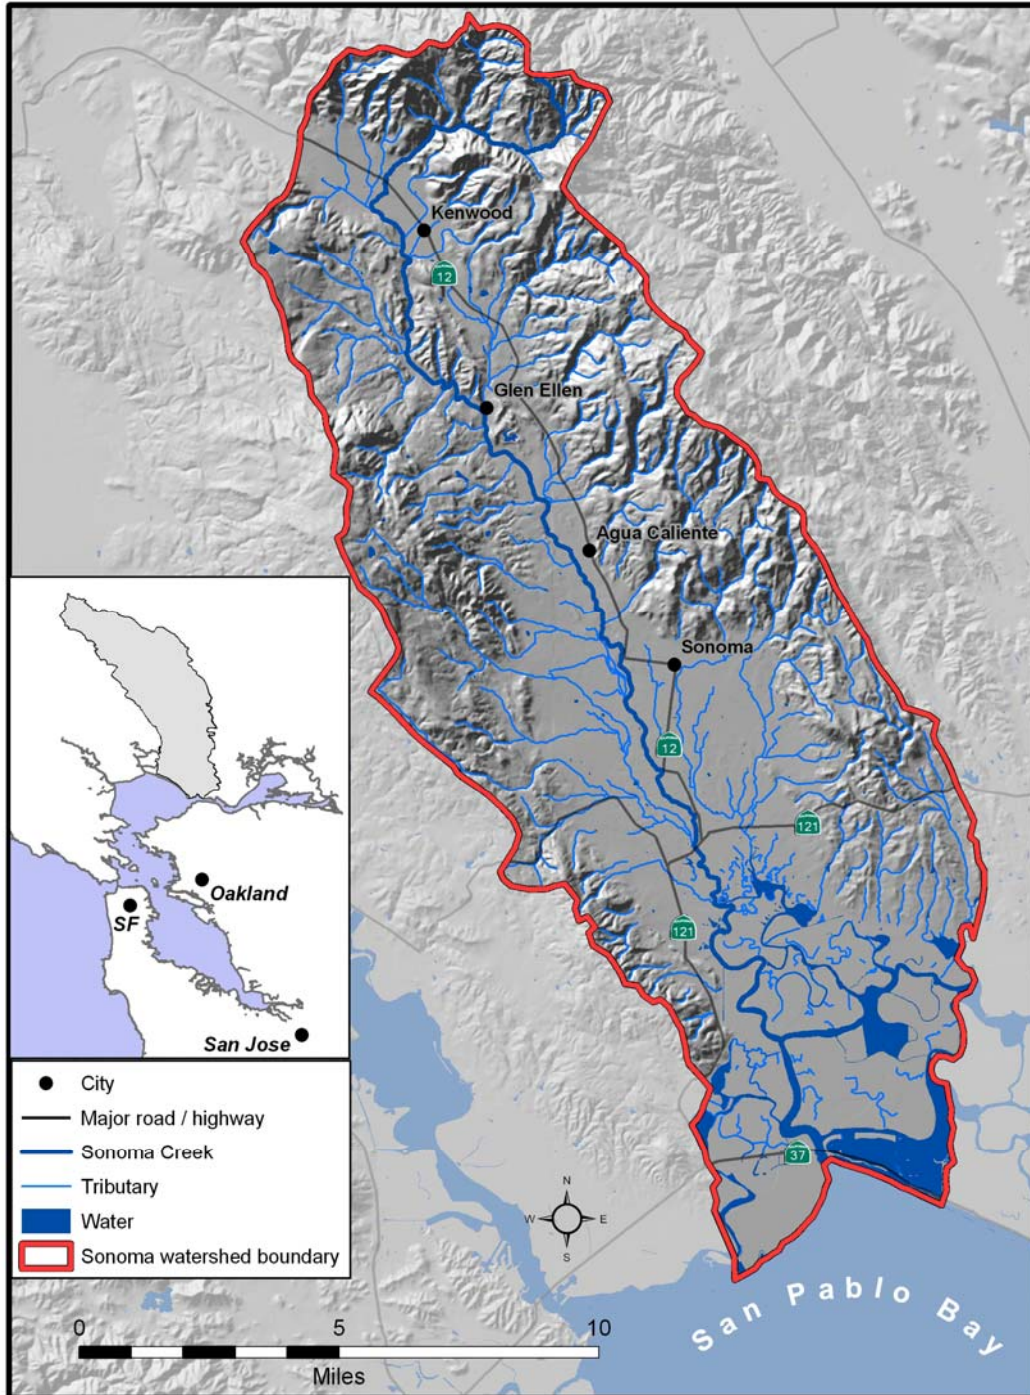 Kenwood
12
Glen Ellen
Agua Caliente
Sonoma
12
121
121
37
San Pablo Bay
Oakland
SF
San Jose
City
Major road / highway
Sonoma Creek
Tributary
Water
Sonoma watershed boundary
N
W E
S
0 5 10
Miles